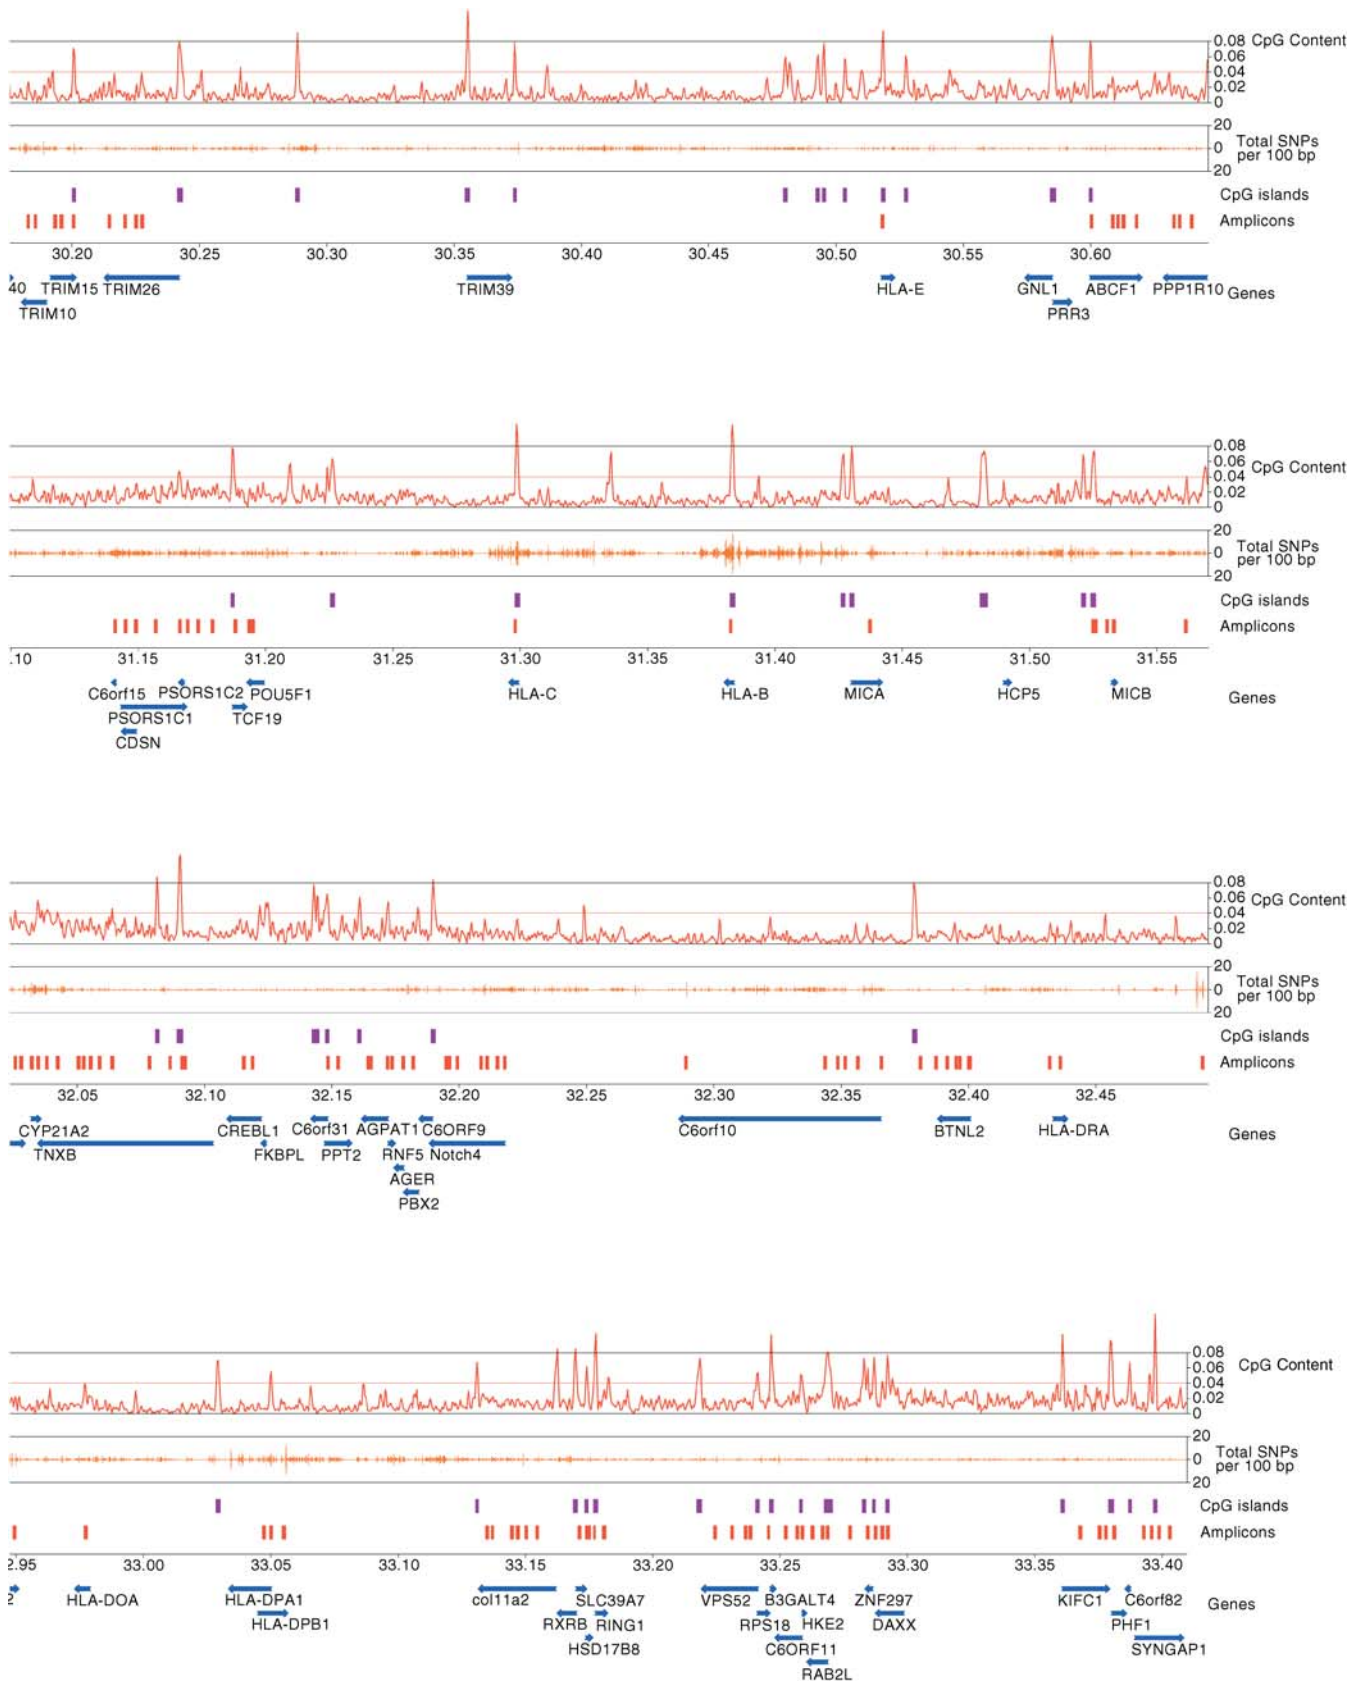 0.08 CpG Content
0.06
0.04
0.02
0
20
Total SNPs
0
per 100 bp
20
CpG islands
Amplicons
30.20 30.25 30.30 30.35 30.40 30.45 30.50 30.55 30.60
40 TRIM15 TRIM26 TRIM39 HLA-E GNL1 ABCF1 PPP1R10 Genes
TRIM10 PRR3
0.08
0.06 CpG Content
0.04
0.02
0
20
Total SNPs
0
per 100 bp
20
CpG islands
Amplicons
.10 31.15 31.20 31.25 31.30 31.35 31.40 31.45 31.50 31.55
C6orf15 PSORS1C2 POU5F1 HLA-C HLA-B MICA HCP5 MICB Genes
PSORS1C1 TCF19
CDSN
0.08
0.06 CpG Content
0.04
0.02
0
20
Total SNPs
0
per 100 bp
20
CpG islands
Amplicons
32.05 32.10 32.15 32.20 32.25 32.30 32.35 32.40 32.45
CYP21A2 CREBL1 C6orf31 AGPAT1 C6ORF9 C6orf10 BTNL2 HLA-DRA Genes
TNXB FKBPL PPT2 RNF5 Notch4
AGER
PBX2
0.08
0.06 CpG Content
0.04
0.02
0
20
Total SNPs
0
per 100 bp
20
CpG islands
Amplicons
2.95 33.00 33.05 33.10 33.15 33.20 33.25 33.30 33.35 33.40
2 HLA-DOA HLA-DPA1 col11a2 SLC39A7 VPS52 B3GALT4 ZNF297 KIFC1 C6orf82 Genes
HLA-DPB1 RXRB RING1 RPS18 HKE2 DAXX PHF1
HSD17B8 C6ORF11 SYNGAP1
RAB2L